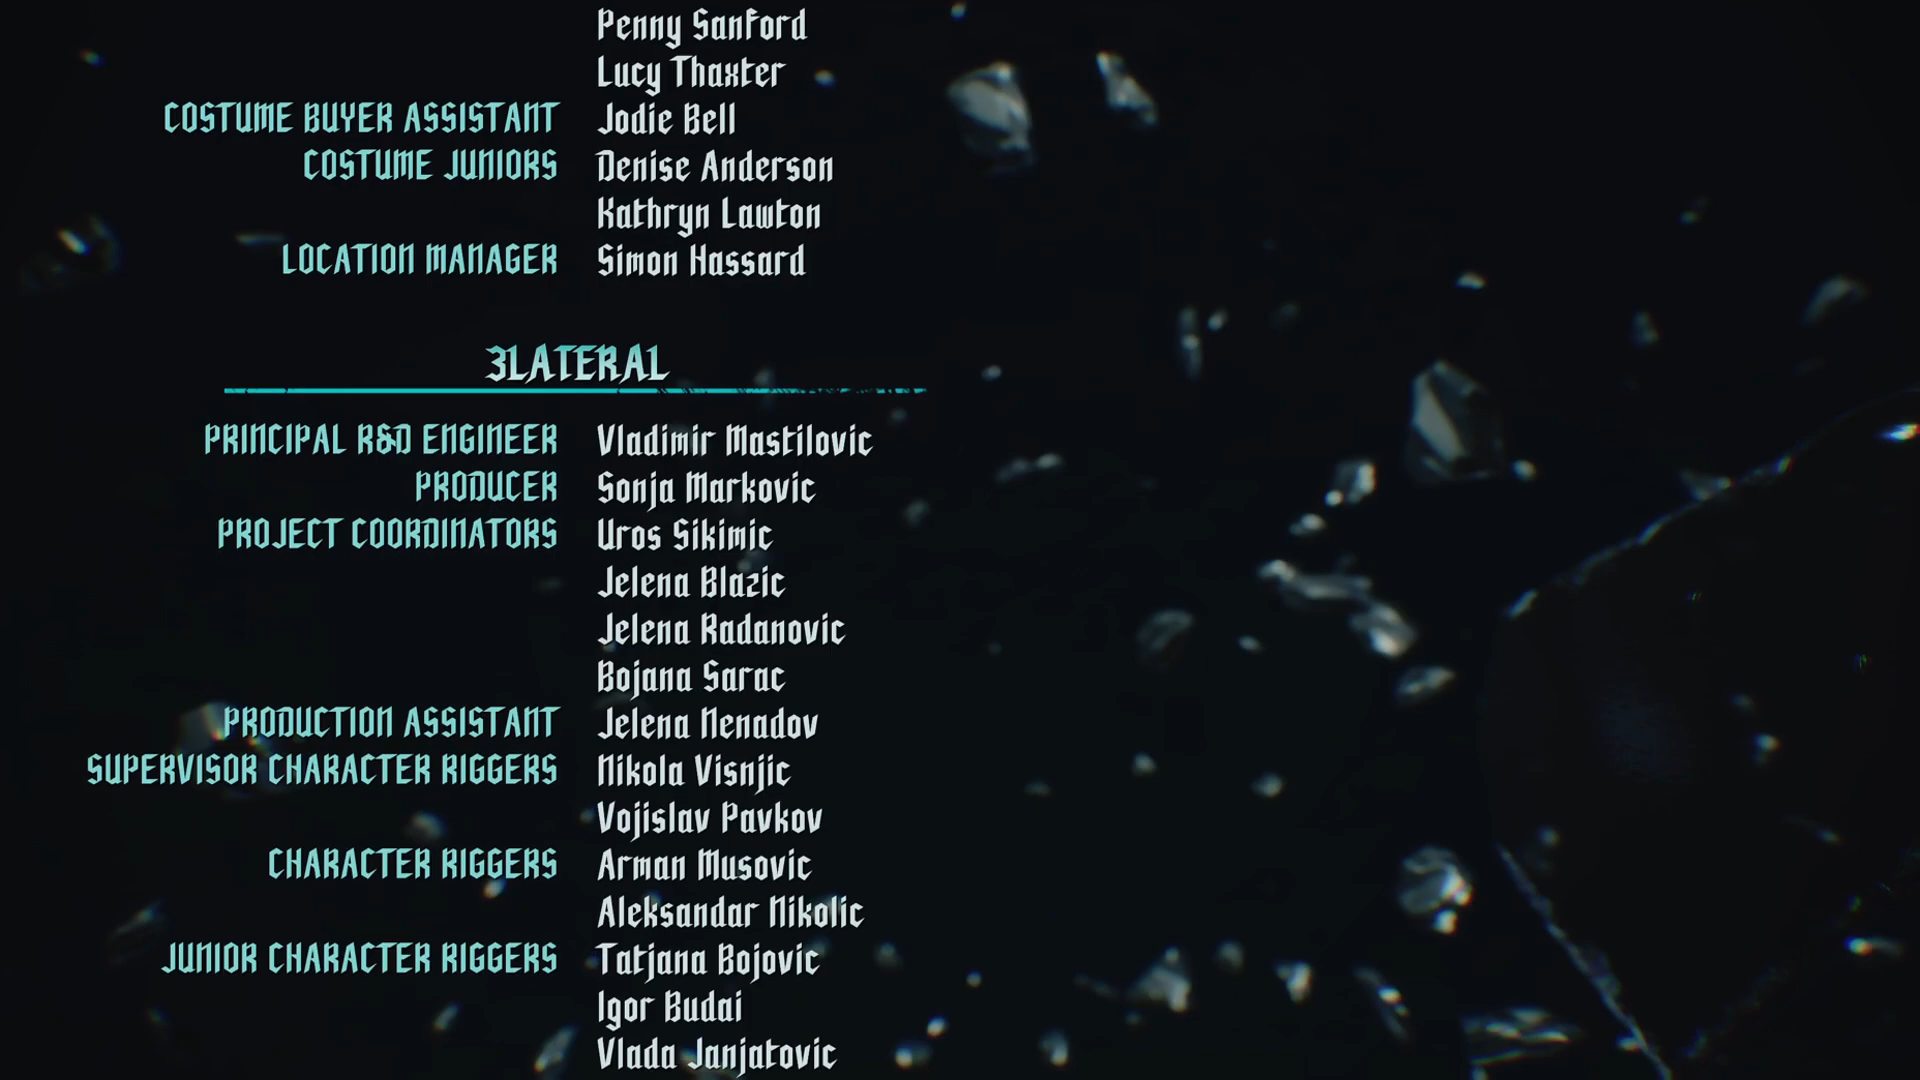 Penny Sanford
Lucy Thaxter
COSTUME BUYER ASSISTANT Jodie Bell
COSTUME JUNIORS Denise Anderson
Kathryn Lawton
LOCATION MANAGER Simon Hassard
3LATERAL
PRINCIPAL R&D ENGINEER Vladimir Mastilovic
PRODUCER Sonja Markovic
PROJECT COORDINATORS Uros Sikimic
Jelena Blazic
Jelena Radanovic
Bojana Sarac
PRODUCTION ASSISTANT Jelena Nenadov
SUPERVISOR CHARACTER RIGGERS Nikola Visnjic
Vojislav Pavkov
CHARACTER RIGGERS Arman Musovic
Aleksandar Nikolic
JUNIOR CHARACTER RIGGERS Tatjana Bojovic
Igor Budai
Vlada Janjatovic